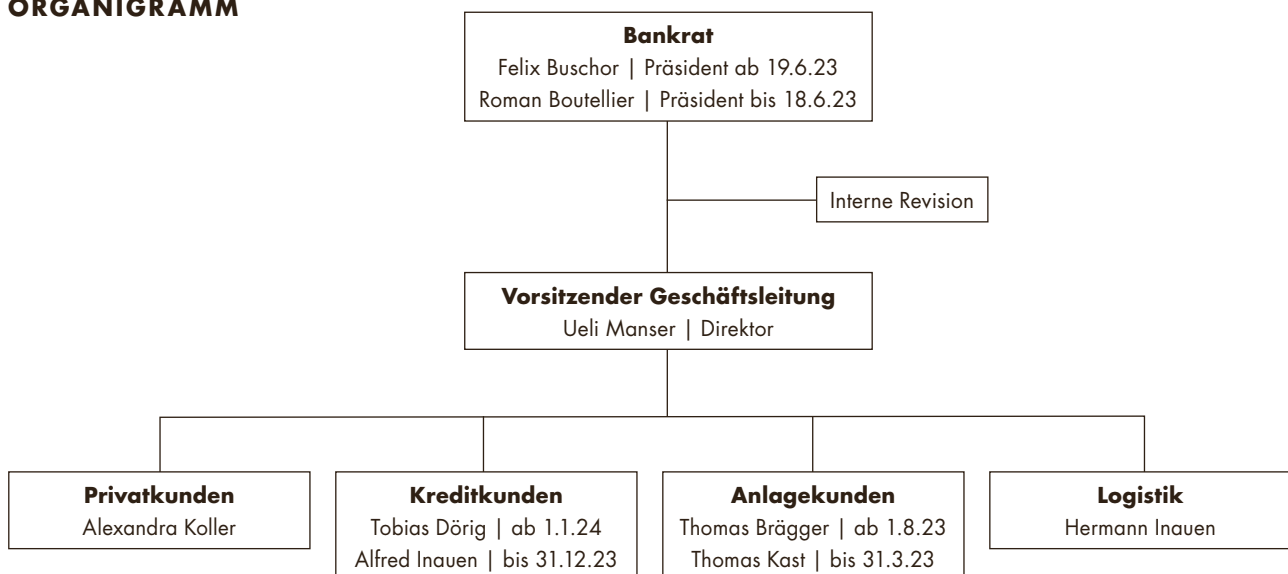 ORGANIGRAMM
Bankrat
Felix Buschor | Präsident ab 19.6.23
Roman Boutellier | Präsident bis 18.6.23
Interne Revision
Vorsitzender Geschäftsleitung
Ueli Manser | Direktor
Privatkunden
Alexandra Koller
Kreditkunden
Tobias Dörig | ab 1.1.24
Alfred Inauen | bis 31.12.23
Anlagekunden
Thomas Brägger | ab 1.8.23
Thomas Kast | bis 31.3.23
Logistik
Hermann Inauen